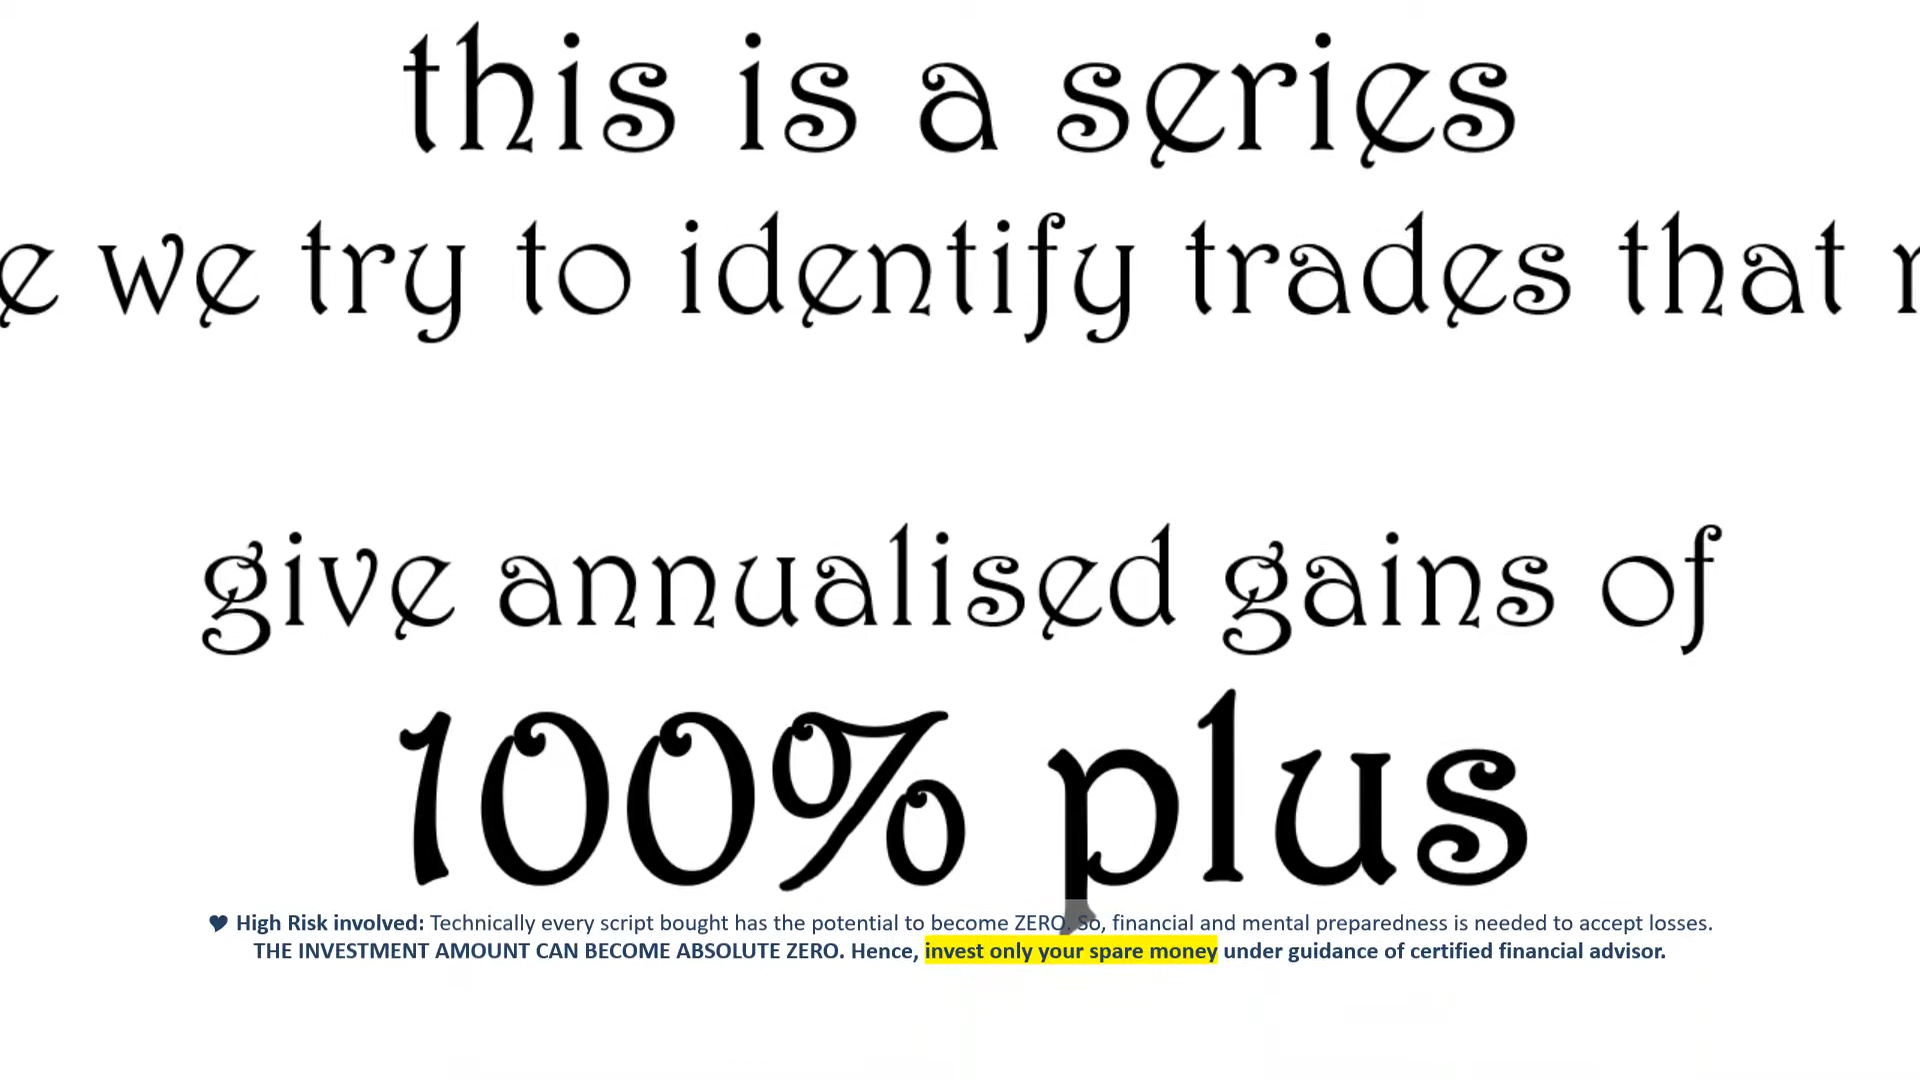 this is a series
we try to identify trades that
give annualised gains of
100% plus
♥ High Risk involved: Technically every script bought has the potential to become ZERO. So, financial and mental preparedness is needed to accept losses.
THE INVESTMENT AMOUNT CAN BECOME ABSOLUTE ZERO. Hence, invest only your spare money under guidance of certified financial advisor.